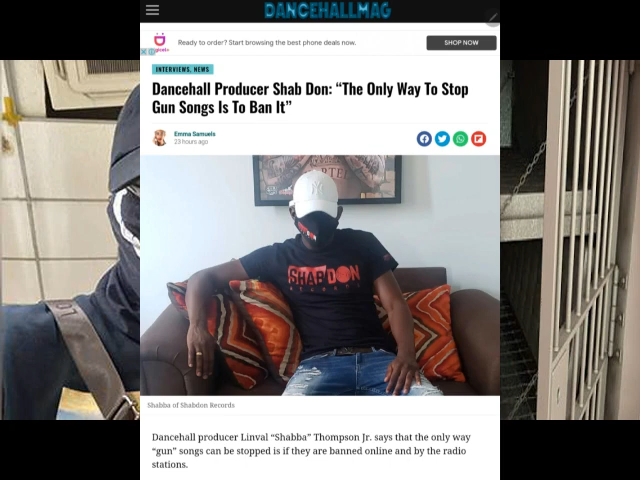 DANCEHALLMAG
Ready to order? Start browsing the best phone deals now.
SHOP NOW
INTERVIEWS, NEWS
Dancehall Producer Shab Don: “The Only Way To Stop
Gun Songs Is To Ban It”
Emma Samuels
23 hours ago
SHABDON
RECORDS
Shabba of Shabdon Records
Dancehall producer Linval “Shabba” Thompson Jr. says that the only way
“gun” songs can be stopped is if they are banned online and by the radio
stations.